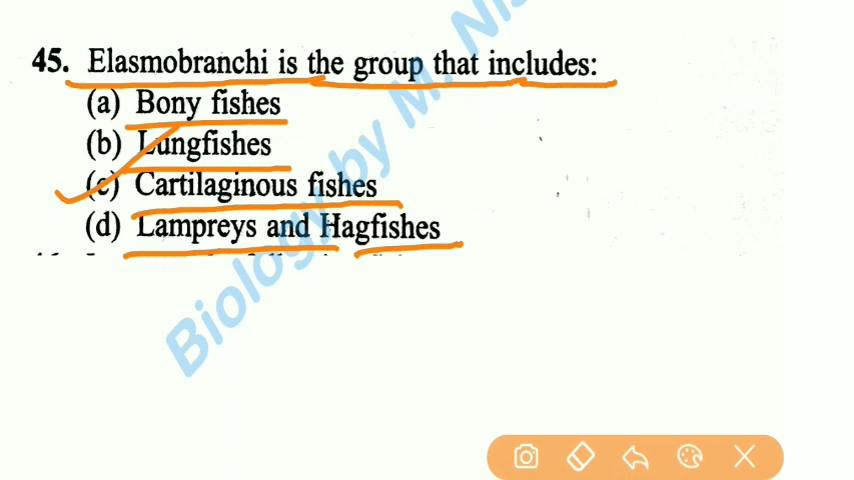 45. Elasmobranchi is the group that includes:
(a) Bony fishes
(b) Lungfishes
(c) Cartilaginous fishes
(d) Lampreys and Hagfishes
Biology by M.